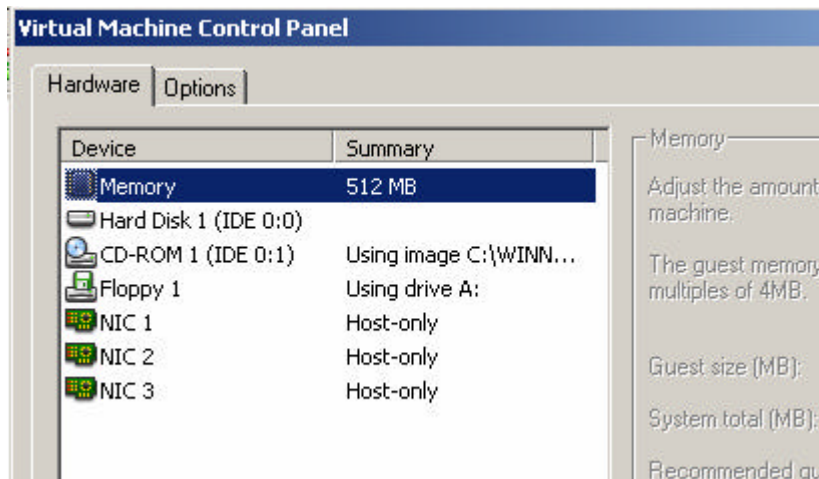 Virtual Machine Control Panel
Hardware Options
Device Summary
Memory 512 MB
Hard Disk 1 (IDE 0:0)
CD-ROM 1 (IDE 0:1) Using image C:\WINN...
Floppy 1 Using drive A:
NIC 1 Host-only
NIC 2 Host-only
NIC 3 Host-only
Memory
Adjust the amount
machine.
The guest memory
multiples of 4MB.
Guest size (MB):
System total (MB):
Recommended gu